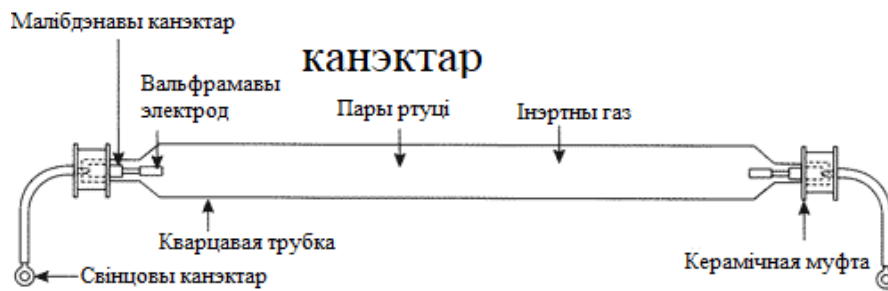 Малібдэнавы канэктар
канэктар
Вальфрамавы
электрод
Пары ртуці
Інэртны газ
Кварцавая трубка
Керамічная муфта
Свінцовы канэктар